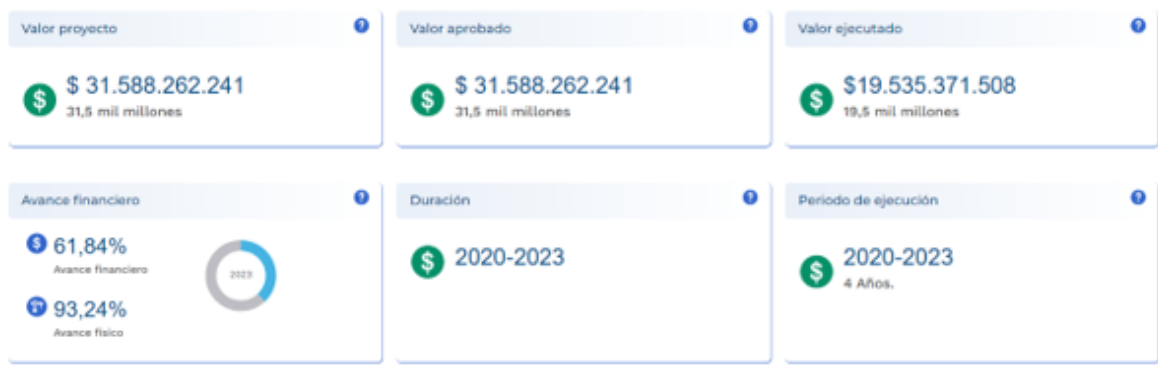 Valor proyecto
$ 31.588.262.241
31,5 mil millones
Valor aprobado
$ 31.588.262.241
31,5 mil millones
Valor ejecutado
$19.535.371.508
19,5 mil millones
Avance financiero
61,84%
Avance financiero
93,24%
Avance físico
2023
Duración
2020-2023
Periodo de ejecución
2020-2023
4 Años.